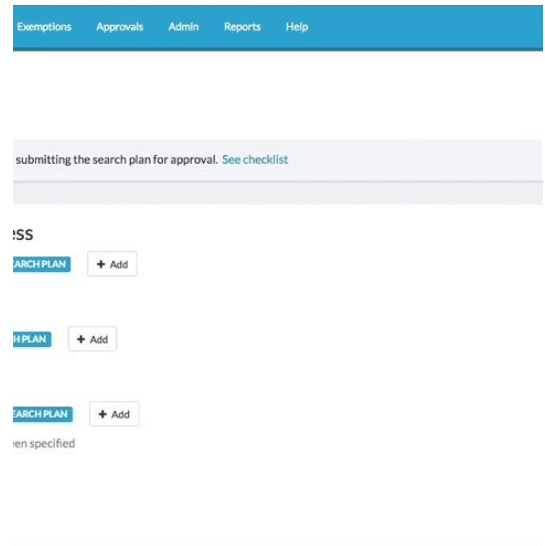 Exemptions Approvals Admin Reports Help
submitting the search plan for approval. See checklist
ess
EARCH PLAN + Add
H PLAN + Add
EARCH PLAN + Add
een specified